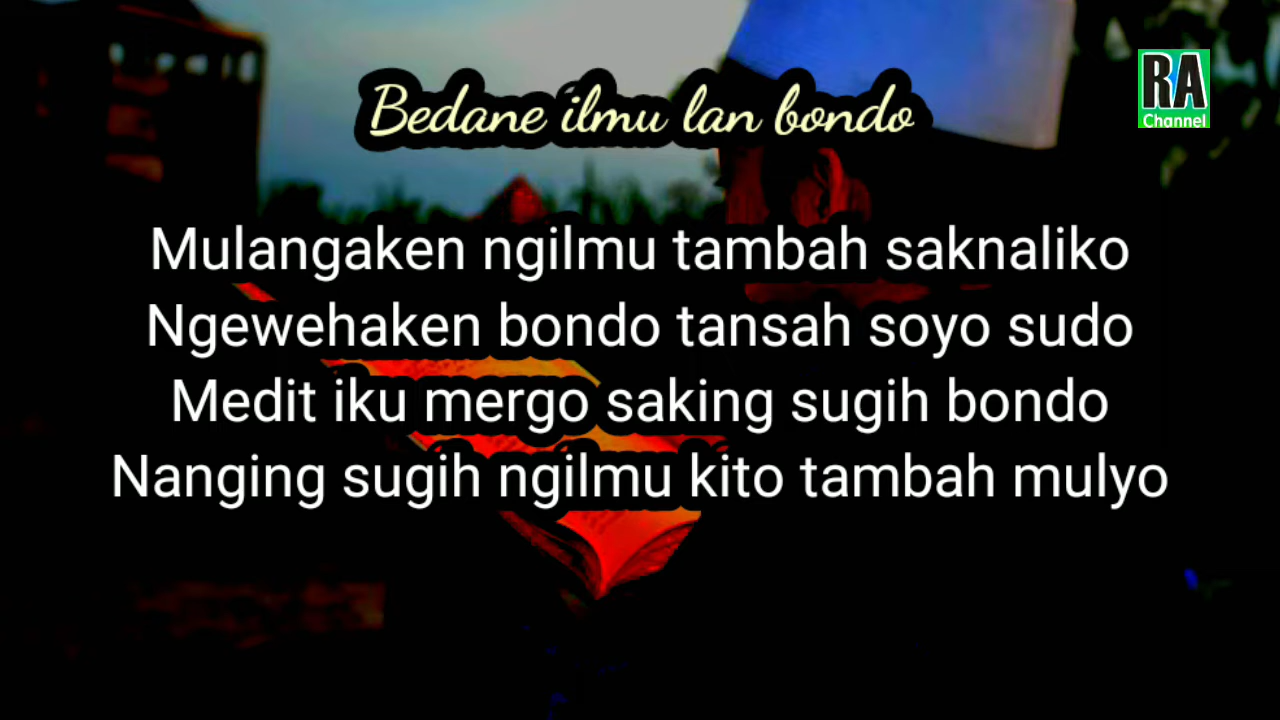 Bedane ilmu lan bondo
RA
Channel
Mulangaken ngilmu tambah saknaliko
Ngewehaken bondo tansah soyo sudo
Medit iku mergo saking sugih bondo
Nanging sugih ngilmu kito tambah mulyo